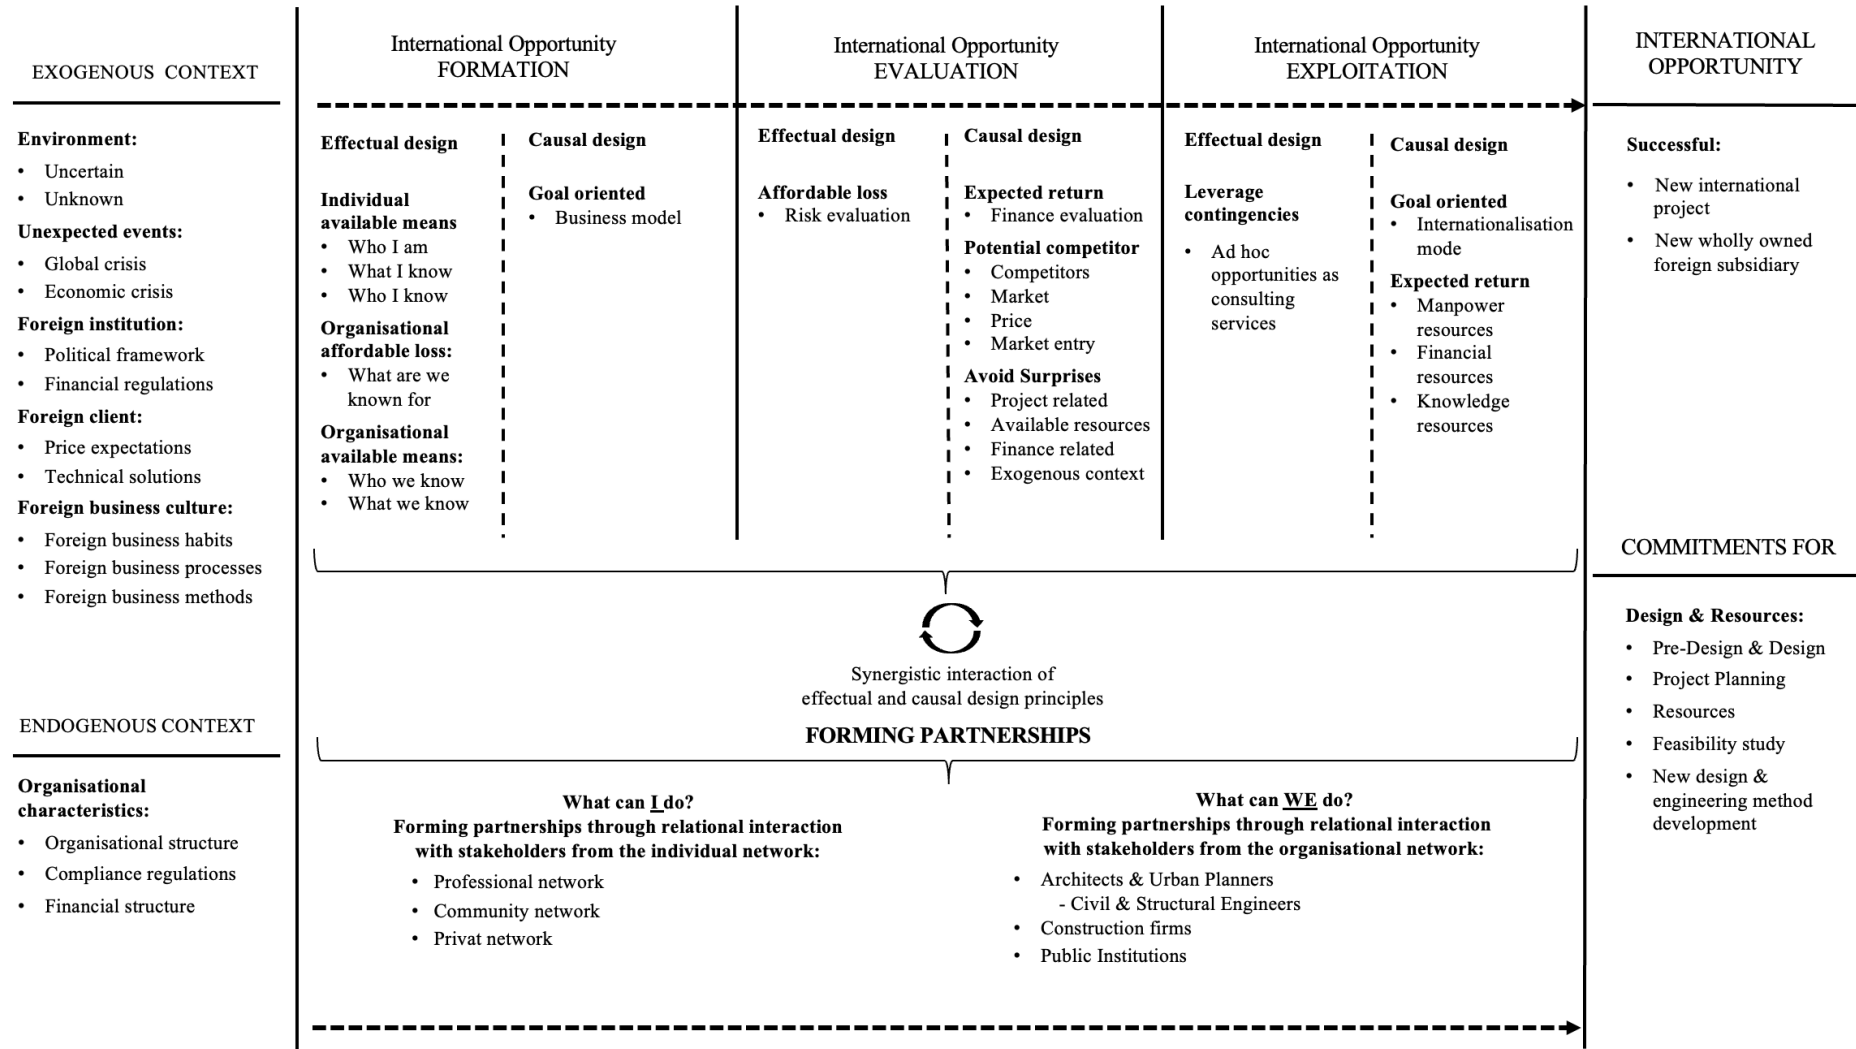 EXOGENOUS CONTEXT
Environment:
• Uncertain
• Unknown
Unexpected events:
• Global crisis
• Economic crisis
Foreign institution:
• Political framework
• Financial regulations
Foreign client:
• Price expectations
• Technical solutions
Foreign business culture:
• Foreign business habits
• Foreign business processes
• Foreign business methods
ENDOGENOUS CONTEXT
Organisational
characteristics:
• Organisational structure
• Compliance regulations
• Financial structure
International Opportunity
FORMATION
Effectual design
Individual
available means
• Who I am
• What I know
• Who I know
Organisational
affordable loss:
• What are we
known for
Organisational
available means:
• Who we know
• What we know
Causal design
Goal oriented
• Business model
International Opportunity
EVALUATION
Effectual design
Affordable loss
• Risk evaluation
Causal design
Expected return
• Finance evaluation
Potential competitor
• Competitors
• Market
• Price
• Market entry
Avoid Surprises
• Project related
• Available resources
• Finance related
• Exogenous context
International Opportunity
EXPLOITATION
Effectual design
Leverage
contingencies
• Ad hoc
opportunities as
consulting
services
Causal design
Goal oriented
• Internationalisation
mode
Expected return
• Manpower
resources
• Financial
resources
• Knowledge
resources
Synergistic interaction of
effectual and causal design principles
FORMING PARTNERSHIPS
What can I do?
Forming partnerships through relational interaction
with stakeholders from the individual network:
• Professional network
• Community network
• Privat network
What can WE do?
Forming partnerships through relational interaction
with stakeholders from the organisational network:
• Architects & Urban Planners
- Civil & Structural Engineers
• Construction firms
• Public Institutions
INTERNATIONAL
OPPORTUNITY
Successful:
• New international
project
• New wholly owned
foreign subsidiary
COMMITMENTS FOR
Design & Resources:
• Pre-Design & Design
• Project Planning
• Resources
• Feasibility study
• New design &
engineering method
development